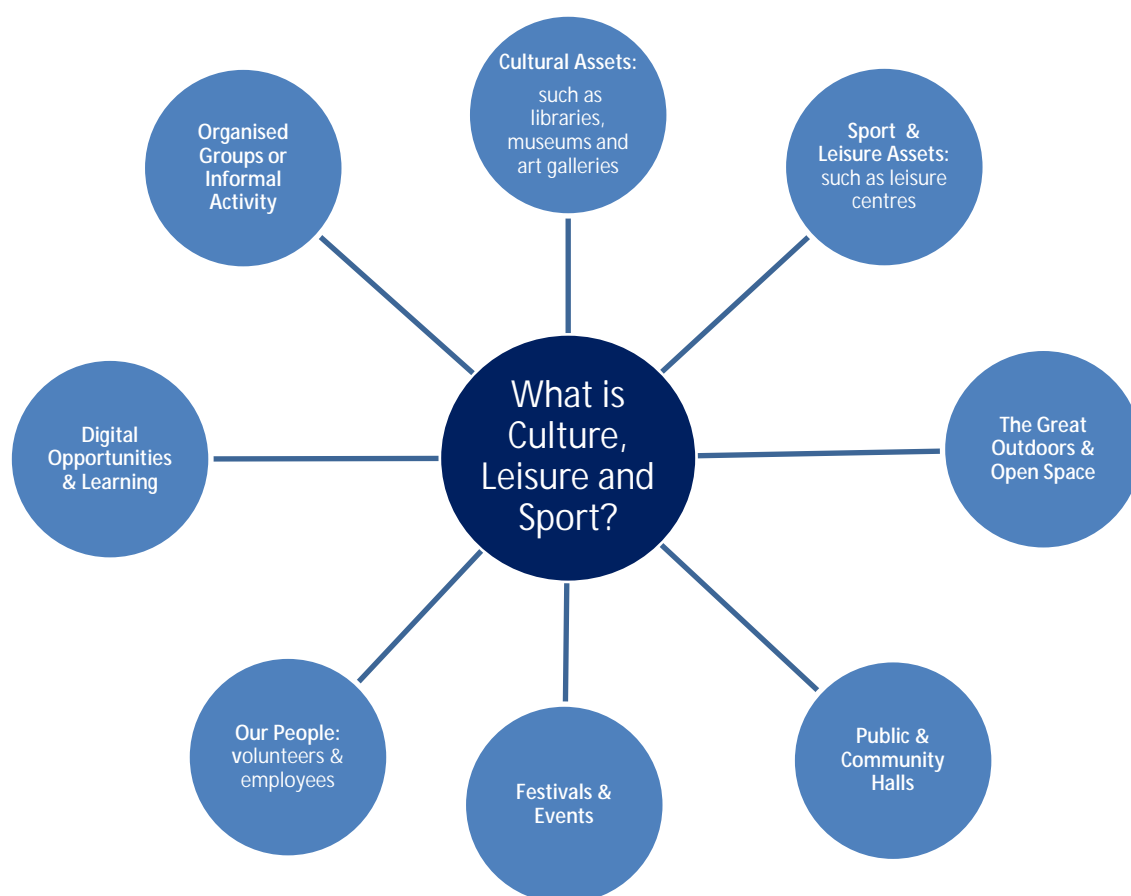 Cultural Assets:
such as
libraries,
museums and
art galleries
Sport &
Leisure Assets:
such as leisure
centres
The Great
Outdoors &
Open Space
Public &
Community
Halls
Festivals &
Events
Our People:
volunteers &
employees
Digital
Opportunities
& Learning
Organised
Groups or
Informal
Activity
What is
Culture,
Leisure and
Sport?